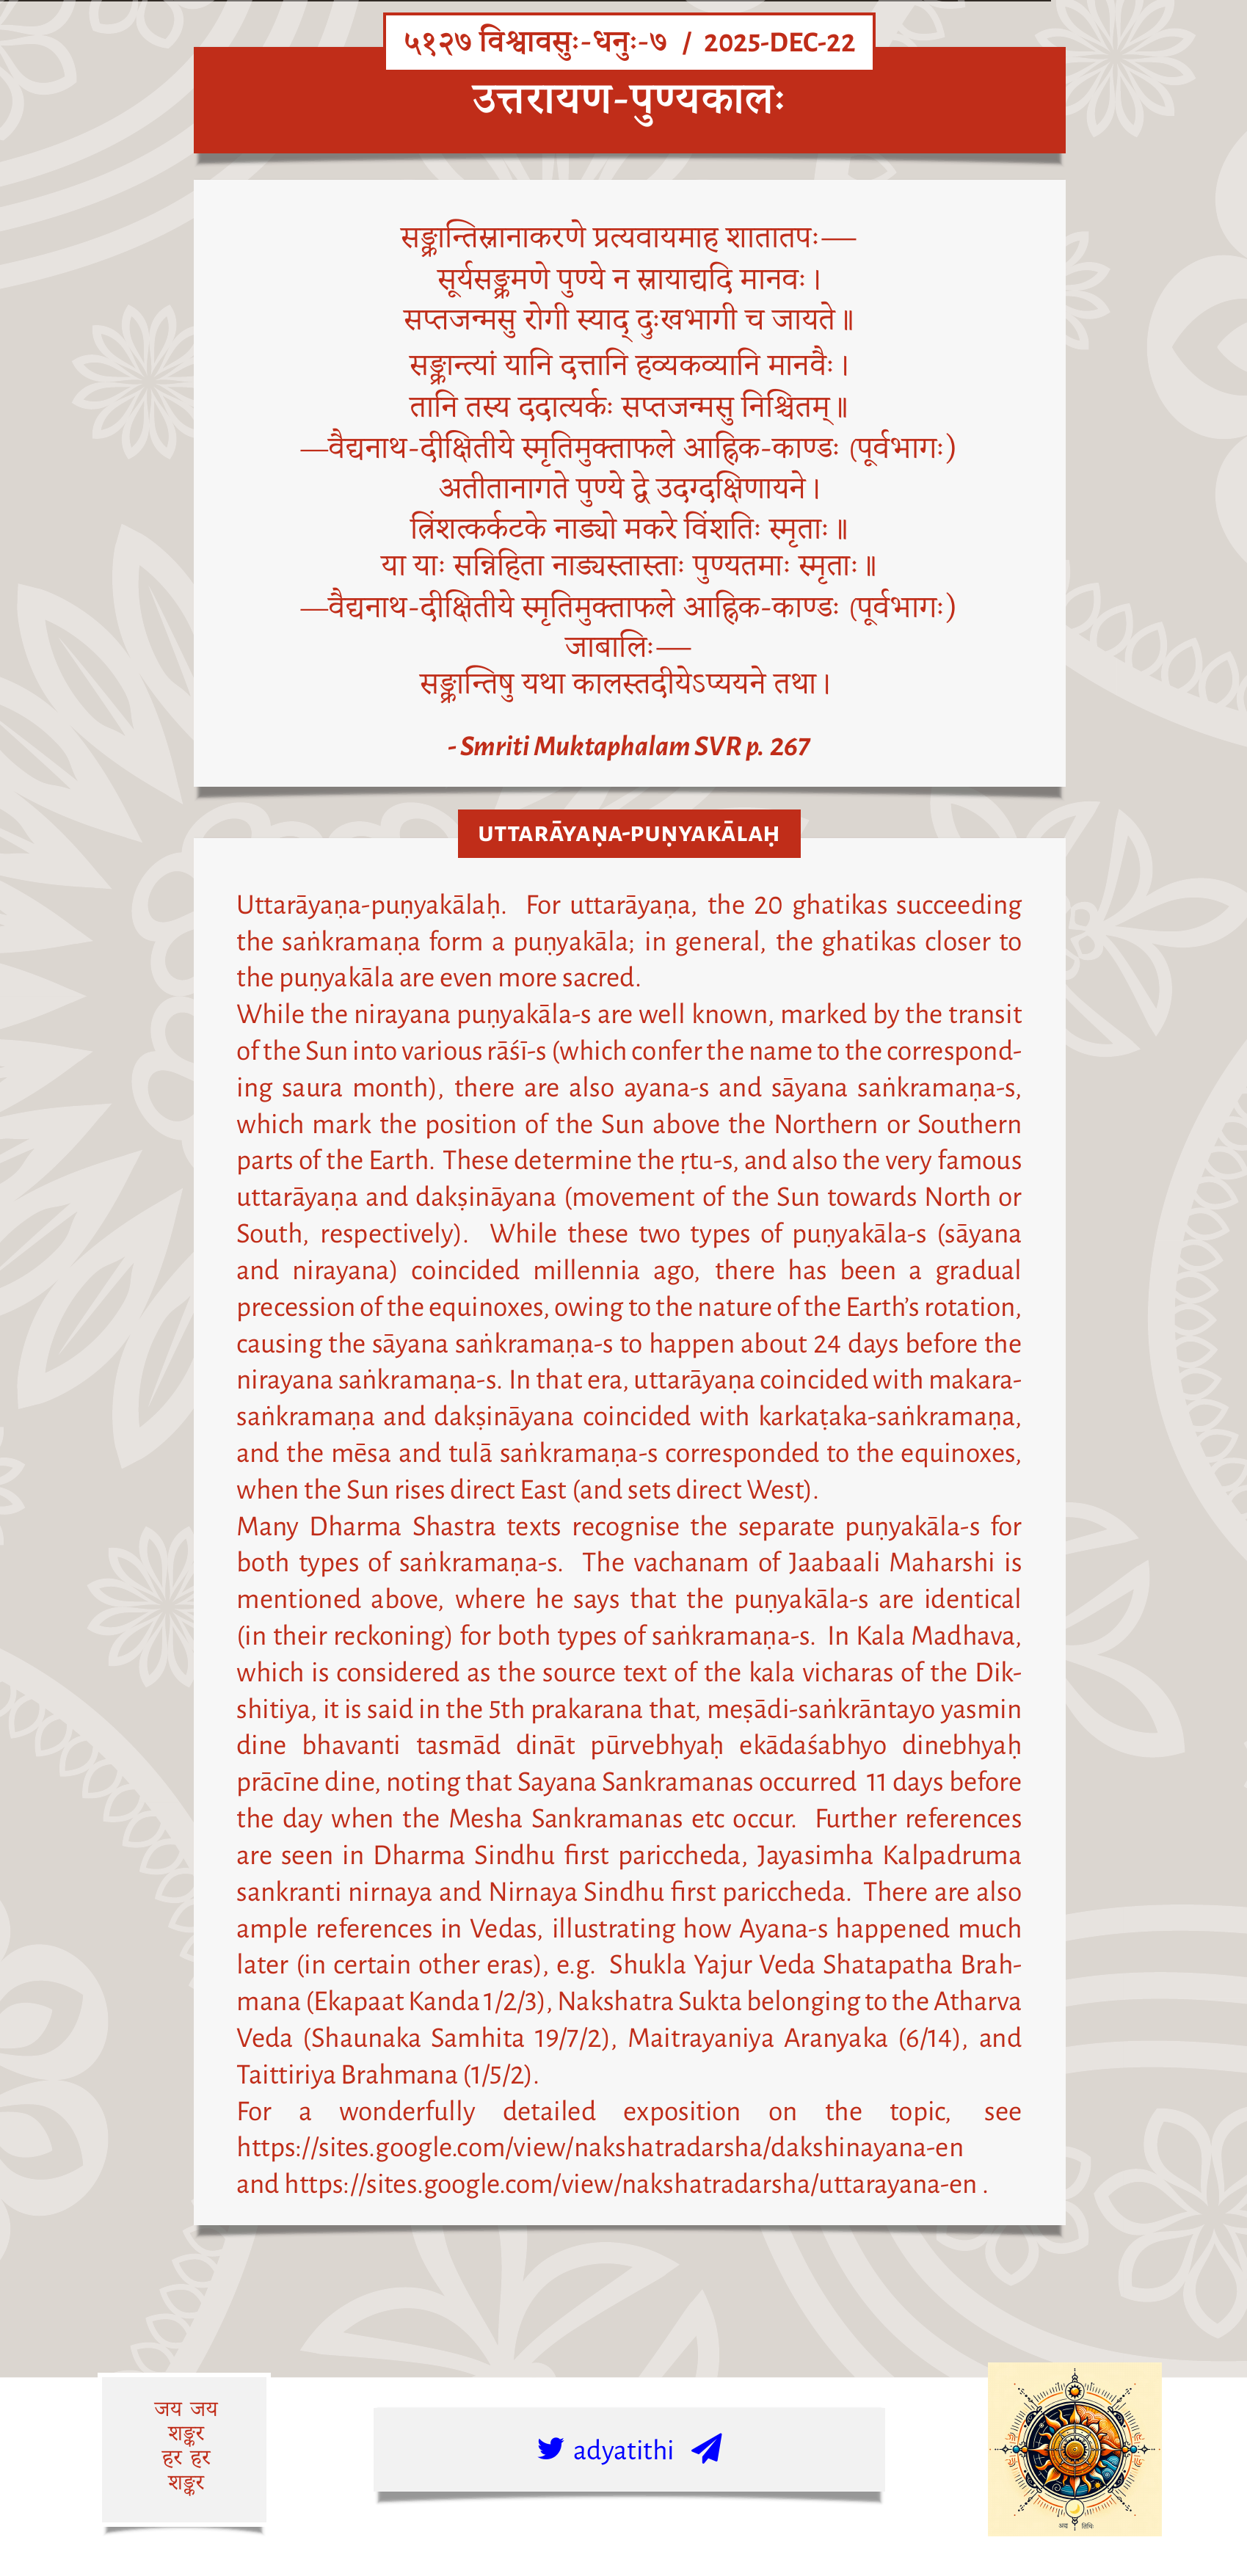 ५१२७ विश्वावसुः-धनुः-७ / 2025-DEC-22
उत्तरायण-पुण्यकालः
सङ्क्रान्तिस्नानाकरणे प्रत्यवायमाह शातातपः—
सूर्यसङ्क्रमणे पुण्ये न स्नायाद्यदि मानवः।
सप्तजन्मसु रोगी स्याद् दुःखभागी च जायते॥
सङ्क्रान्त्यां यानि दत्तानि हव्यकव्यानि मानवैः।
तानि तस्य ददात्यर्कः सप्तजन्मसु निश्चितम्॥
—वैद्यनाथ-दीक्षितीये स्मृतिमुक्ताफले आह्निक-काण्डः (पूर्वभागः)
अतीतानागते पुण्ये द्वे उदग्दक्षिणायने।
त्रिंशत्कर्कटके नाड्यो मकरे विंशतिः स्मृताः॥
या याः सन्निहिता नाड्यस्तास्ताः पुण्यतमाः स्मृताः॥
—वैद्यनाथ-दीक्षितीये स्मृतिमुक्ताफले आह्निक-काण्डः (पूर्वभागः)
जाबालिः—
सङ्क्रान्तिषु यथा कालस्तदीयेऽप्ययने तथा।
- Smriti Muktaphalam SVR p. 267
UTTARĀYAṆA-PUṆYAKĀLAḤ
Uttarāyaṇa-puṇyakālaḥ. For uttarāyaṇa, the 20 ghatikas succeeding
the saṅkramaṇa form a puṇyakāla; in general, the ghatikas closer to
the puṇyakāla are even more sacred.
While the nirayana puṇyakāla-s are well known, marked by the transit
of the Sun into various rāśī-s (which confer the name to the correspond-
ing saura month), there are also ayana-s and sāyana saṅkramaṇa-s,
which mark the position of the Sun above the Northern or Southern
parts of the Earth. These determine the ṛtu-s, and also the very famous
uttarāyaṇa and dakṣināyana (movement of the Sun towards North or
South, respectively). While these two types of puṇyakāla-s (sāyana
and nirayana) coincided millennia ago, there has been a gradual
precession of the equinoxes, owing to the nature of the Earth's rotation,
causing the sāyana saṅkramaṇa-s to happen about 24 days before the
nirayana saṅkramaṇa-s. In that era, uttarāyaṇa coincided with makara-
saṅkramaṇa and dakṣināyana coincided with karkaṭaka-saṅkramaṇa,
and the mēsa and tulā saṅkramaṇa-s corresponded to the equinoxes,
when the Sun rises direct East (and sets direct West).
Many Dharma Shastra texts recognise the separate puṇyakāla-s for
both types of saṅkramaṇa-s. The vachanam of Jaabaali Maharshi is
mentioned above, where he says that the puṇyakāla-s are identical
(in their reckoning) for both types of saṅkramaṇa-s. In Kala Madhava,
which is considered as the source text of the kala vicharas of the Dik-
shitiya, it is said in the 5th prakarana that, meṣādi-saṅkrāntayo yasmin
dine bhavanti tasmād dināt pūrvebhyaḥ ekādaśabhyo dinebhyaḥ
prācīne dine, noting that Sayana Sankramanas occurred 11 days before
the day when the Mesha Sankramanas etc occur. Further references
are seen in Dharma Sindhu first pariccheda, Jayasimha Kalpadruma
sankranti nirnaya and Nirnaya Sindhu first pariccheda. There are also
ample references in Vedas, illustrating how Ayana-s happened much
later (in certain other eras), e.g. Shukla Yajur Veda Shatapatha Brah-
mana (Ekapaat Kanda 1/2/3), Nakshatra Sukta belonging to the Atharva
Veda (Shaunaka Samhita 19/7/2), Maitrayaniya Aranyaka (6/14), and
Taittiriya Brahmana (1/5/2).
For a wonderfully detailed exposition on the topic, see
https://sites.google.com/view/nakshatradarsha/dakshinayana-en
and https://sites.google.com/view/nakshatradarsha/uttarayana-en .
जय जय
शङ्कर
हर हर
शङ्कर
adyatithi
अद्य तिथिः